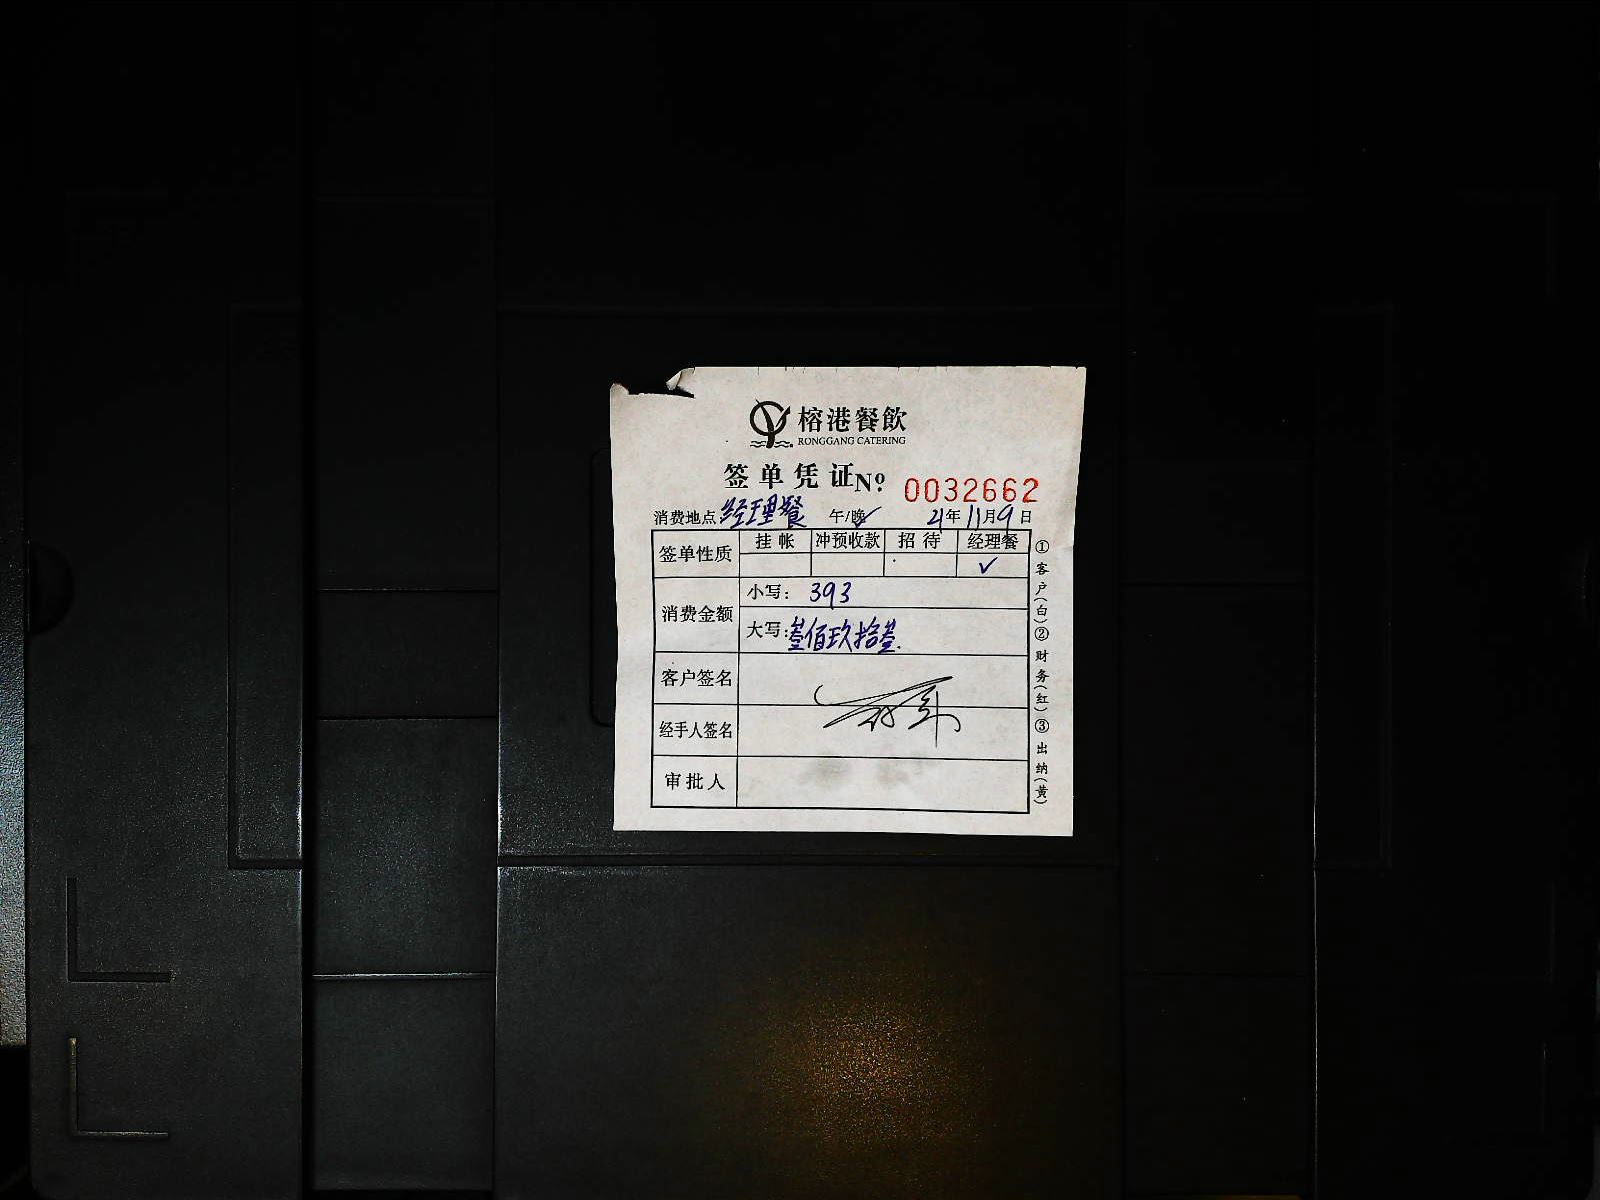 榕港餐飲
RONGGANG CATERING
签单凭证 Nº 0032662
消费地点 经理餐 午/晚✓ 21年11月9日
签单性质 挂帐 冲预收款 招待 经理餐
✓
消费金额 小写：393
大写：叁佰玖拾叁.
客户签名
经手人签名
审批人
①客户(白)②财务(红)③出纳(黄)